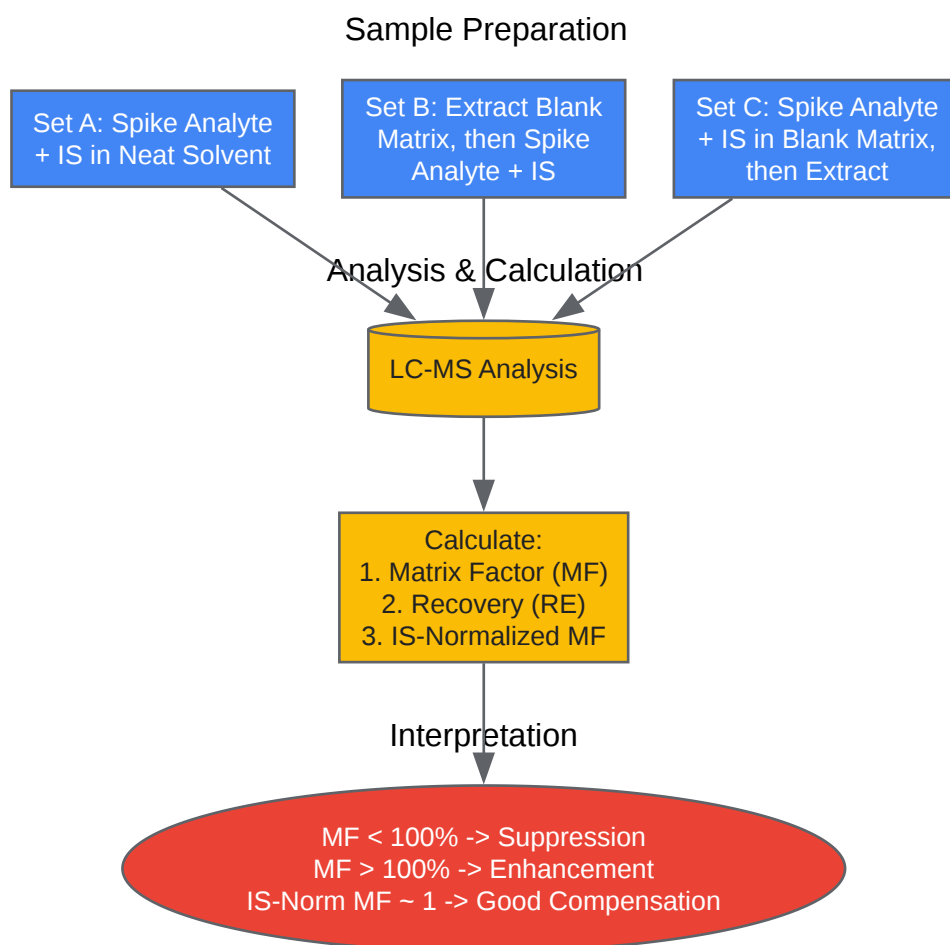 Sample Preparation
Set A: Spike Analyte
+ IS in Neat Solvent
Set B: Extract Blank
Matrix, then Spike
Analyte + IS
Set C: Spike Analyte
+ IS in Blank Matrix,
then Extract
Analysis & Calculation
LC-MS Analysis
Calculate:
1. Matrix Factor (MF)
2. Recovery (RE)
3. IS-Normalized MF
Interpretation
MF < 100% -> Suppression
MF > 100% -> Enhancement
IS-Norm MF ~ 1 -> Good Compensation